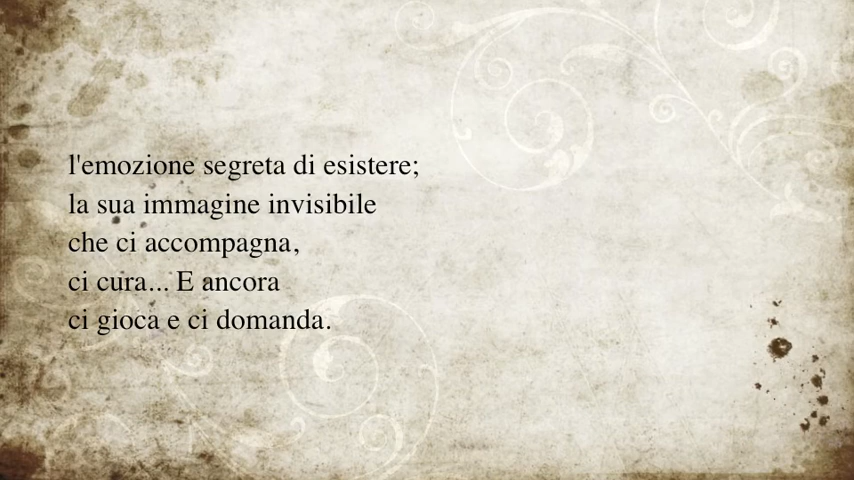 l'emozione segreta di esistere;
la sua immagine invisibile
che ci accompagna,
ci cura... E ancora
ci gioca e ci domanda.